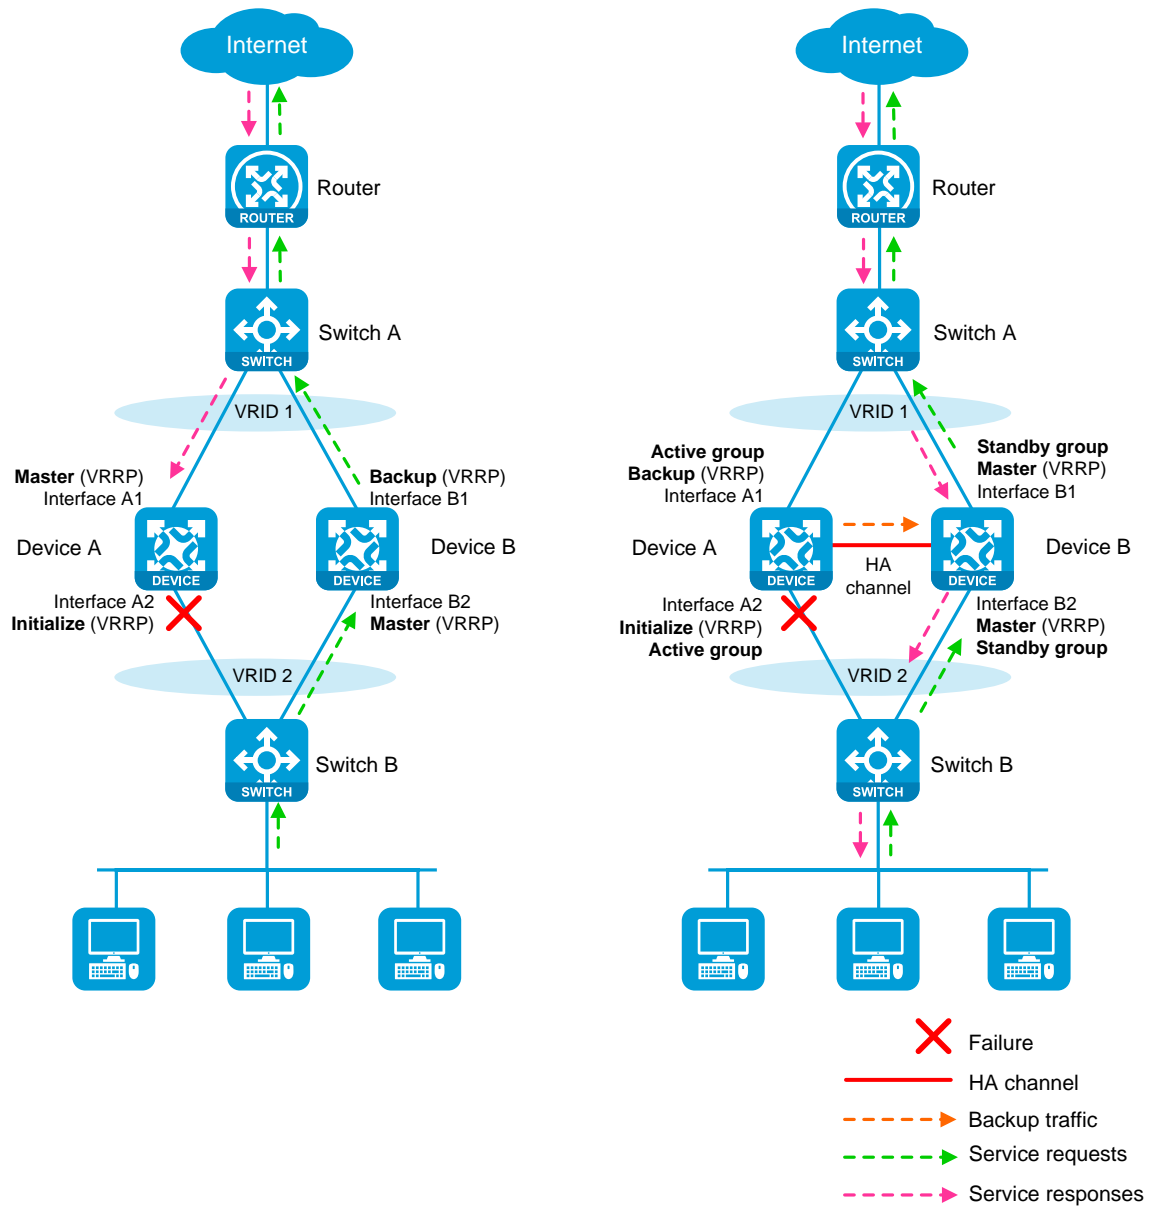 Internet
Router
ROUTER
Switch A
SWITCH
VRID 1
Master (VRRP)
Interface A1
Backup (VRRP)
Interface B1
Device A
DEVICE
Device B
DEVICE
Interface A2
Initialize (VRRP)
Interface B2
Master (VRRP)
VRID 2
Switch B
SWITCH
Internet
Router
ROUTER
Switch A
SWITCH
VRID 1
Active group
Backup (VRRP)
Interface A1
Standby group
Master (VRRP)
Interface B1
Device A
DEVICE
HA
channel
Device B
DEVICE
Interface A2
Initialize (VRRP)
Active group
Interface B2
Master (VRRP)
Standby group
VRID 2
Switch B
SWITCH
Failure
HA channel
Backup traffic
Service requests
Service responses